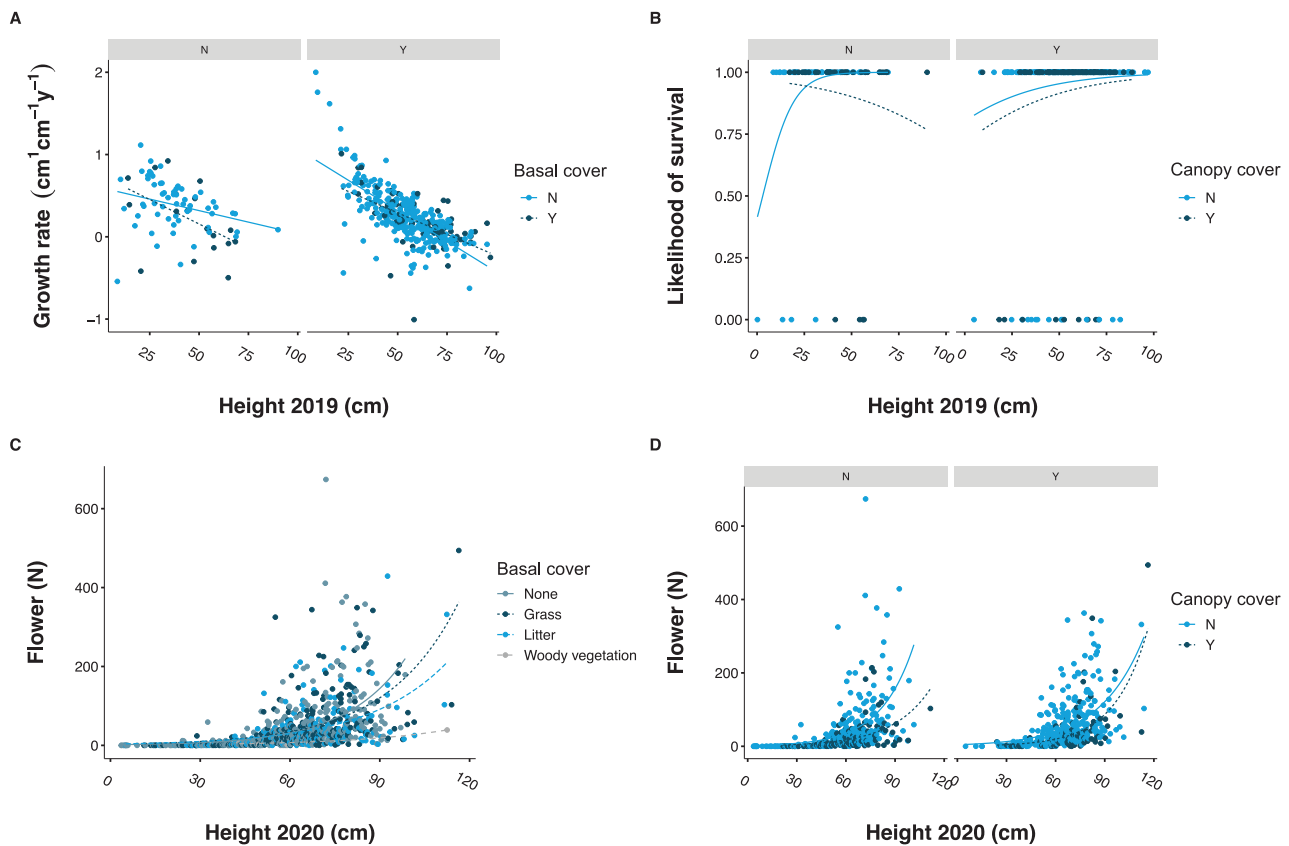 A
N Y
Growth rate (cm¹cm⁻¹y⁻¹)
2
1
0
−1
25 50 75 100 25 50 75 100
Height 2019 (cm)
Basal cover
N
Y
B
N Y
Likelihood of survival
1.00
0.75
0.50
0.25
0.00
0 25 50 75 100 0 25 50 75 100
Height 2019 (cm)
Canopy cover
N
Y
C
Flower (N)
600
400
200
0
0 30 60 90 120
Height 2020 (cm)
Basal cover
None
Grass
Litter
Woody vegetation
D
N Y
Flower (N)
600
400
200
0
0 30 60 90 120 0 30 60 90 120
Height 2020 (cm)
Canopy cover
N
Y